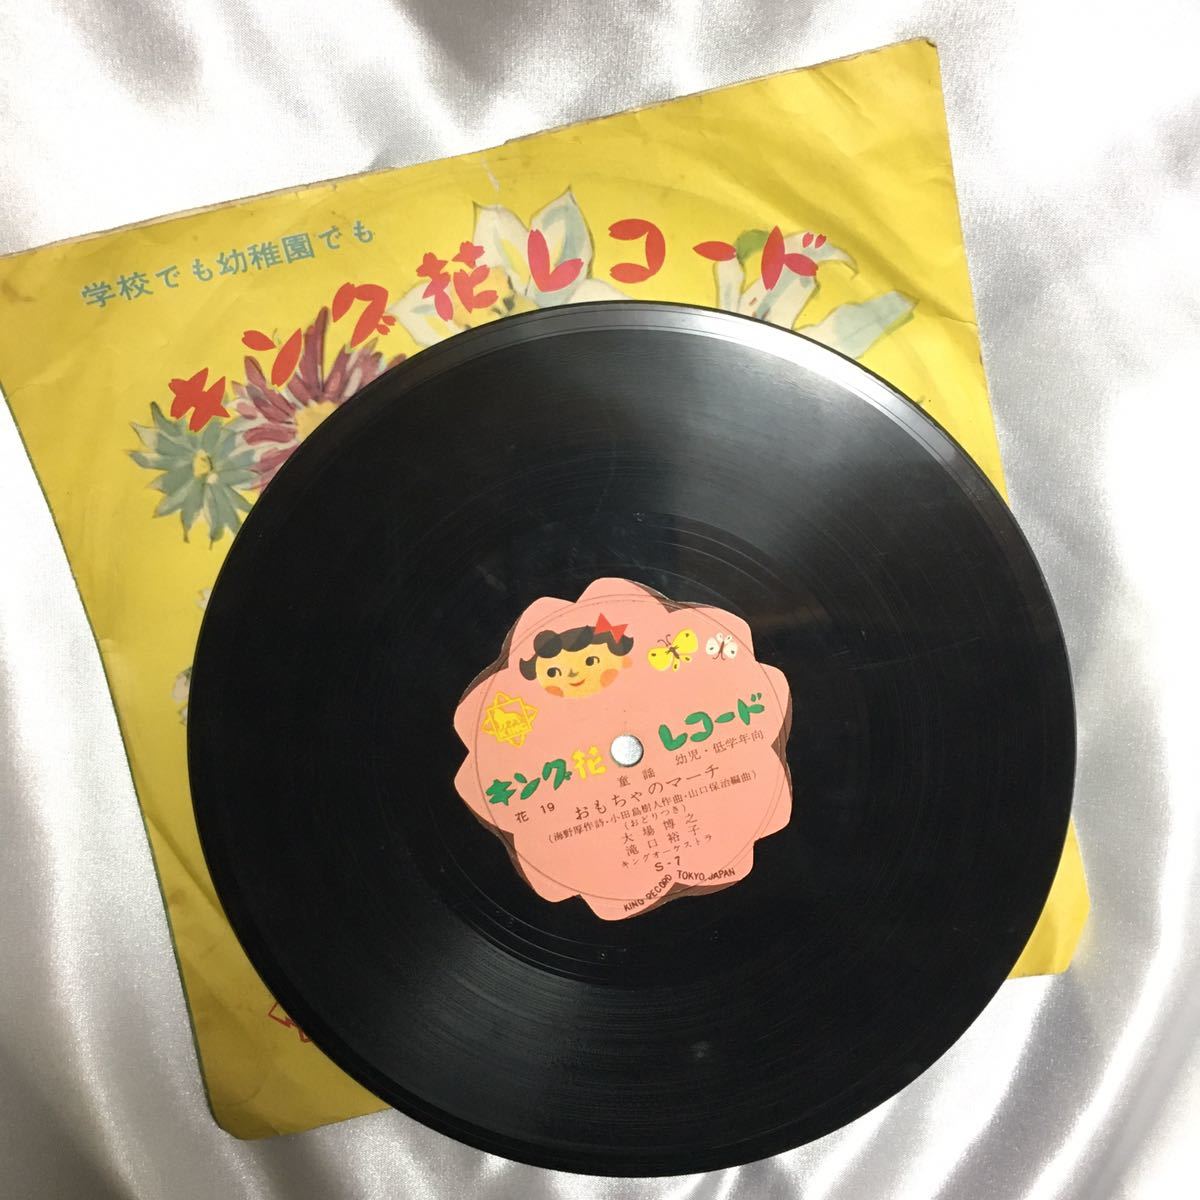 学校でも幼稚園でも
キング花レコード
KING
キング花レコード
幼児・低学年向
童謡
花 19 おもちゃのマーチ
(海野厚作詩・小田島樹人作曲・山口保治編曲)
(おどりつき)
大場博之
滝口裕子
キングオーケストラ
S-7
KING RECORD TOKYO, JAPAN